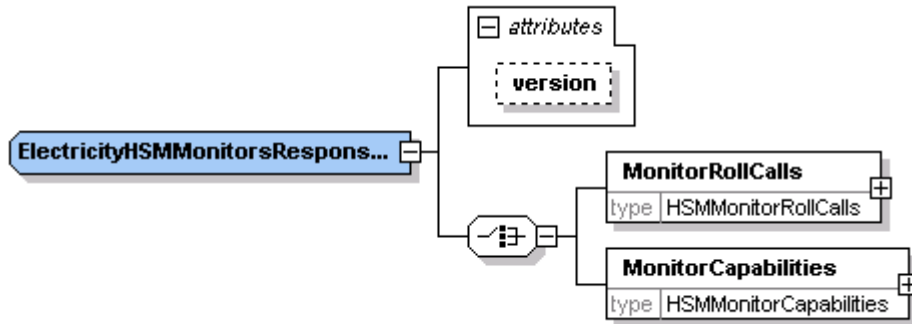 attributes
version
ElectricityHSMMonitorsRespons...
MonitorRollCalls
type HSMMonitorRollCalls
MonitorCapabilities
type HSMMonitorCapabilities